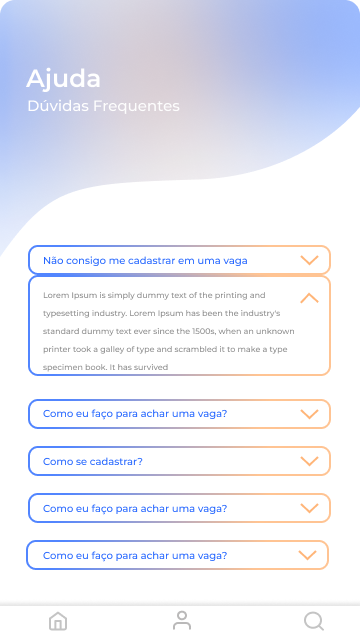 Ajuda
Dúvidas Frequentes
Não consigo me cadastrar em uma vaga
Lorem Ipsum is simply dummy text of the printing and
typesetting industry. Lorem Ipsum has been the industry's
standard dummy text ever since the 1500s, when an unknown
printer took a galley of type and scrambled it to make a type
specimen book. It has survived
Como eu faço para achar uma vaga?
Como se cadastrar?
Como eu faço para achar uma vaga?
Como eu faço para achar uma vaga?